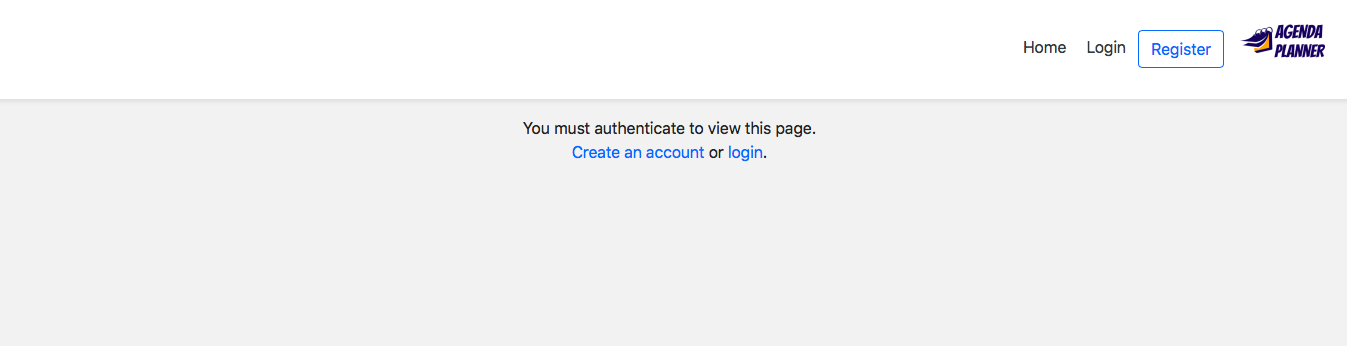 Home Login Register AGENDA
PLANNER
You must authenticate to view this page.
Create an account or login.